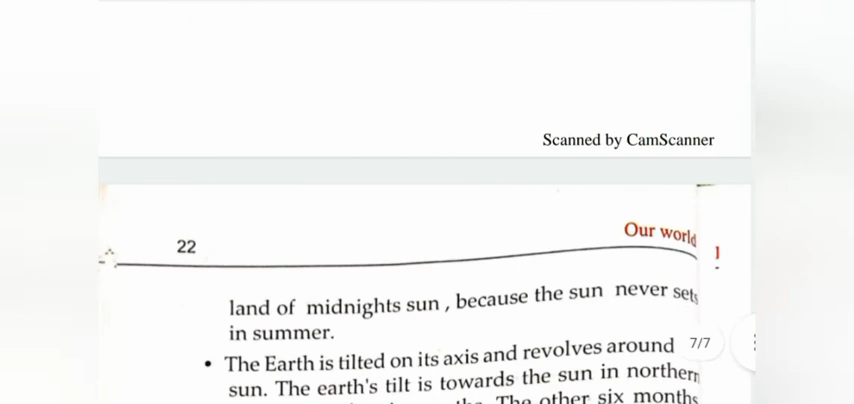 Scanned by CamScanner
22
Our world
land of midnights sun , because the sun never sets
in summer.
• The Earth is tilted on its axis and revolves around
7/7
sun. The earth's tilt is towards the sun in northern
The other six months